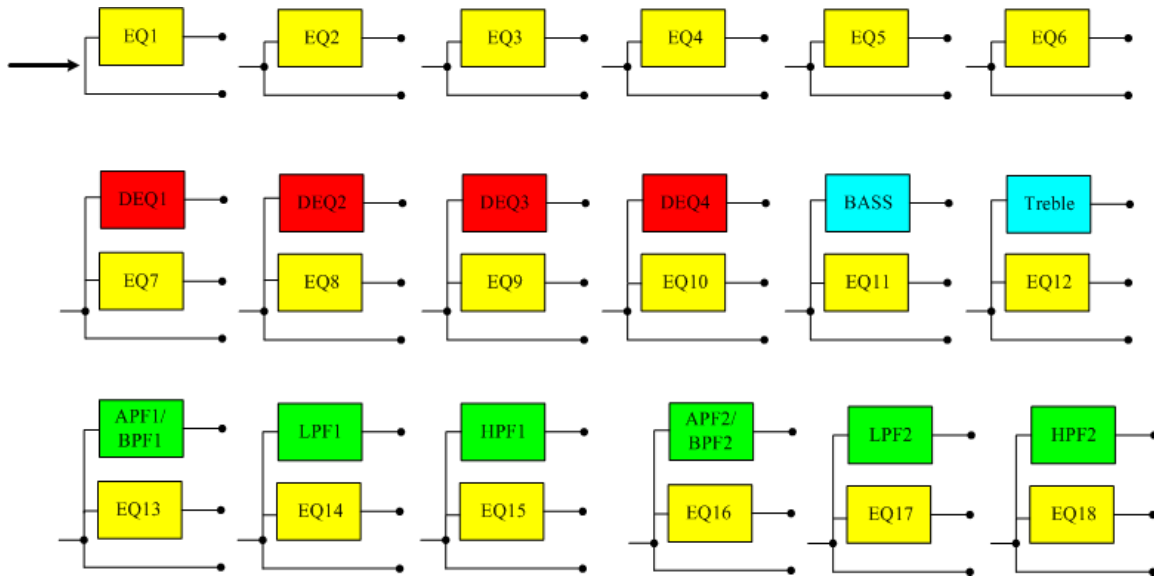 EQ1
EQ2
EQ3
EQ4
EQ5
EQ6
DEQ1
DEQ2
DEQ3
DEQ4
BASS
Treble
EQ7
EQ8
EQ9
EQ10
EQ11
EQ12
APF1/
BPF1
LPF1
HPF1
APF2/
BPF2
LPF2
HPF2
EQ13
EQ14
EQ15
EQ16
EQ17
EQ18